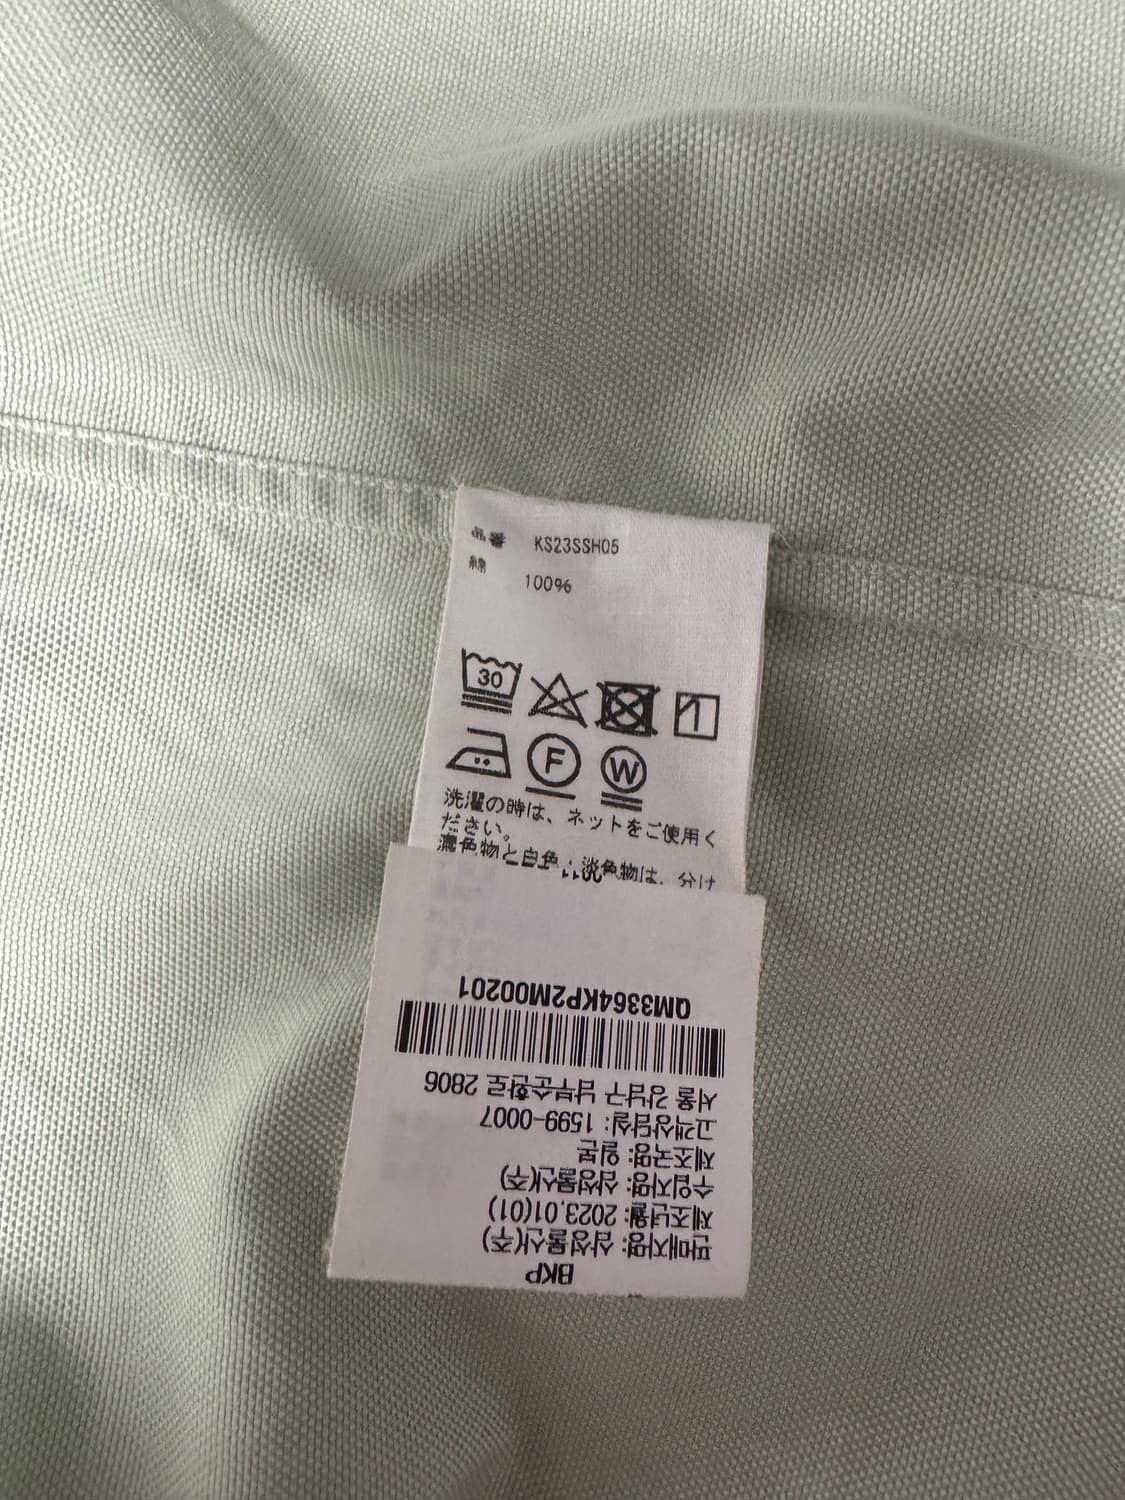 品番 KS23SSH05
綿 100%
30
F W
洗濯の時は、ネットをご使用く
ださい。
濃色物と白色・淡色物は、分け
BKP
판매자명: 삼성물산(주)
제조년월: 2023.01(01)
수입자명: 삼성물산(주)
제조국명: 일본
고객상담실: 1599-0007
서울 강남구 남부순환로 2806
QM3364KP2M00201